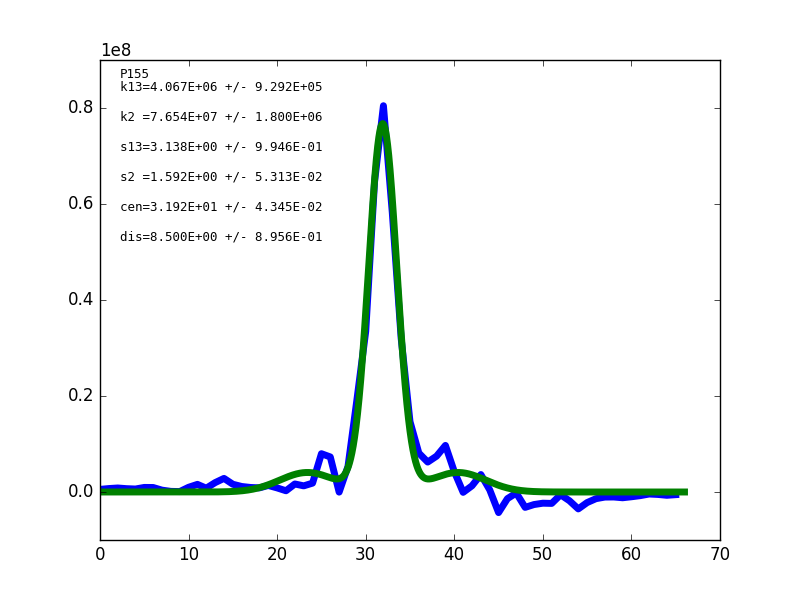 1e8
P155
k13=4.067E+06 +/- 9.292E+05
k2 =7.654E+07 +/- 1.800E+06
s13=3.138E+00 +/- 9.946E-01
s2 =1.592E+00 +/- 5.313E-02
cen=3.192E+01 +/- 4.345E-02
dis=8.500E+00 +/- 8.956E-01
0.8
0.6
0.4
0.2
0.0
0 10 20 30 40 50 60 70